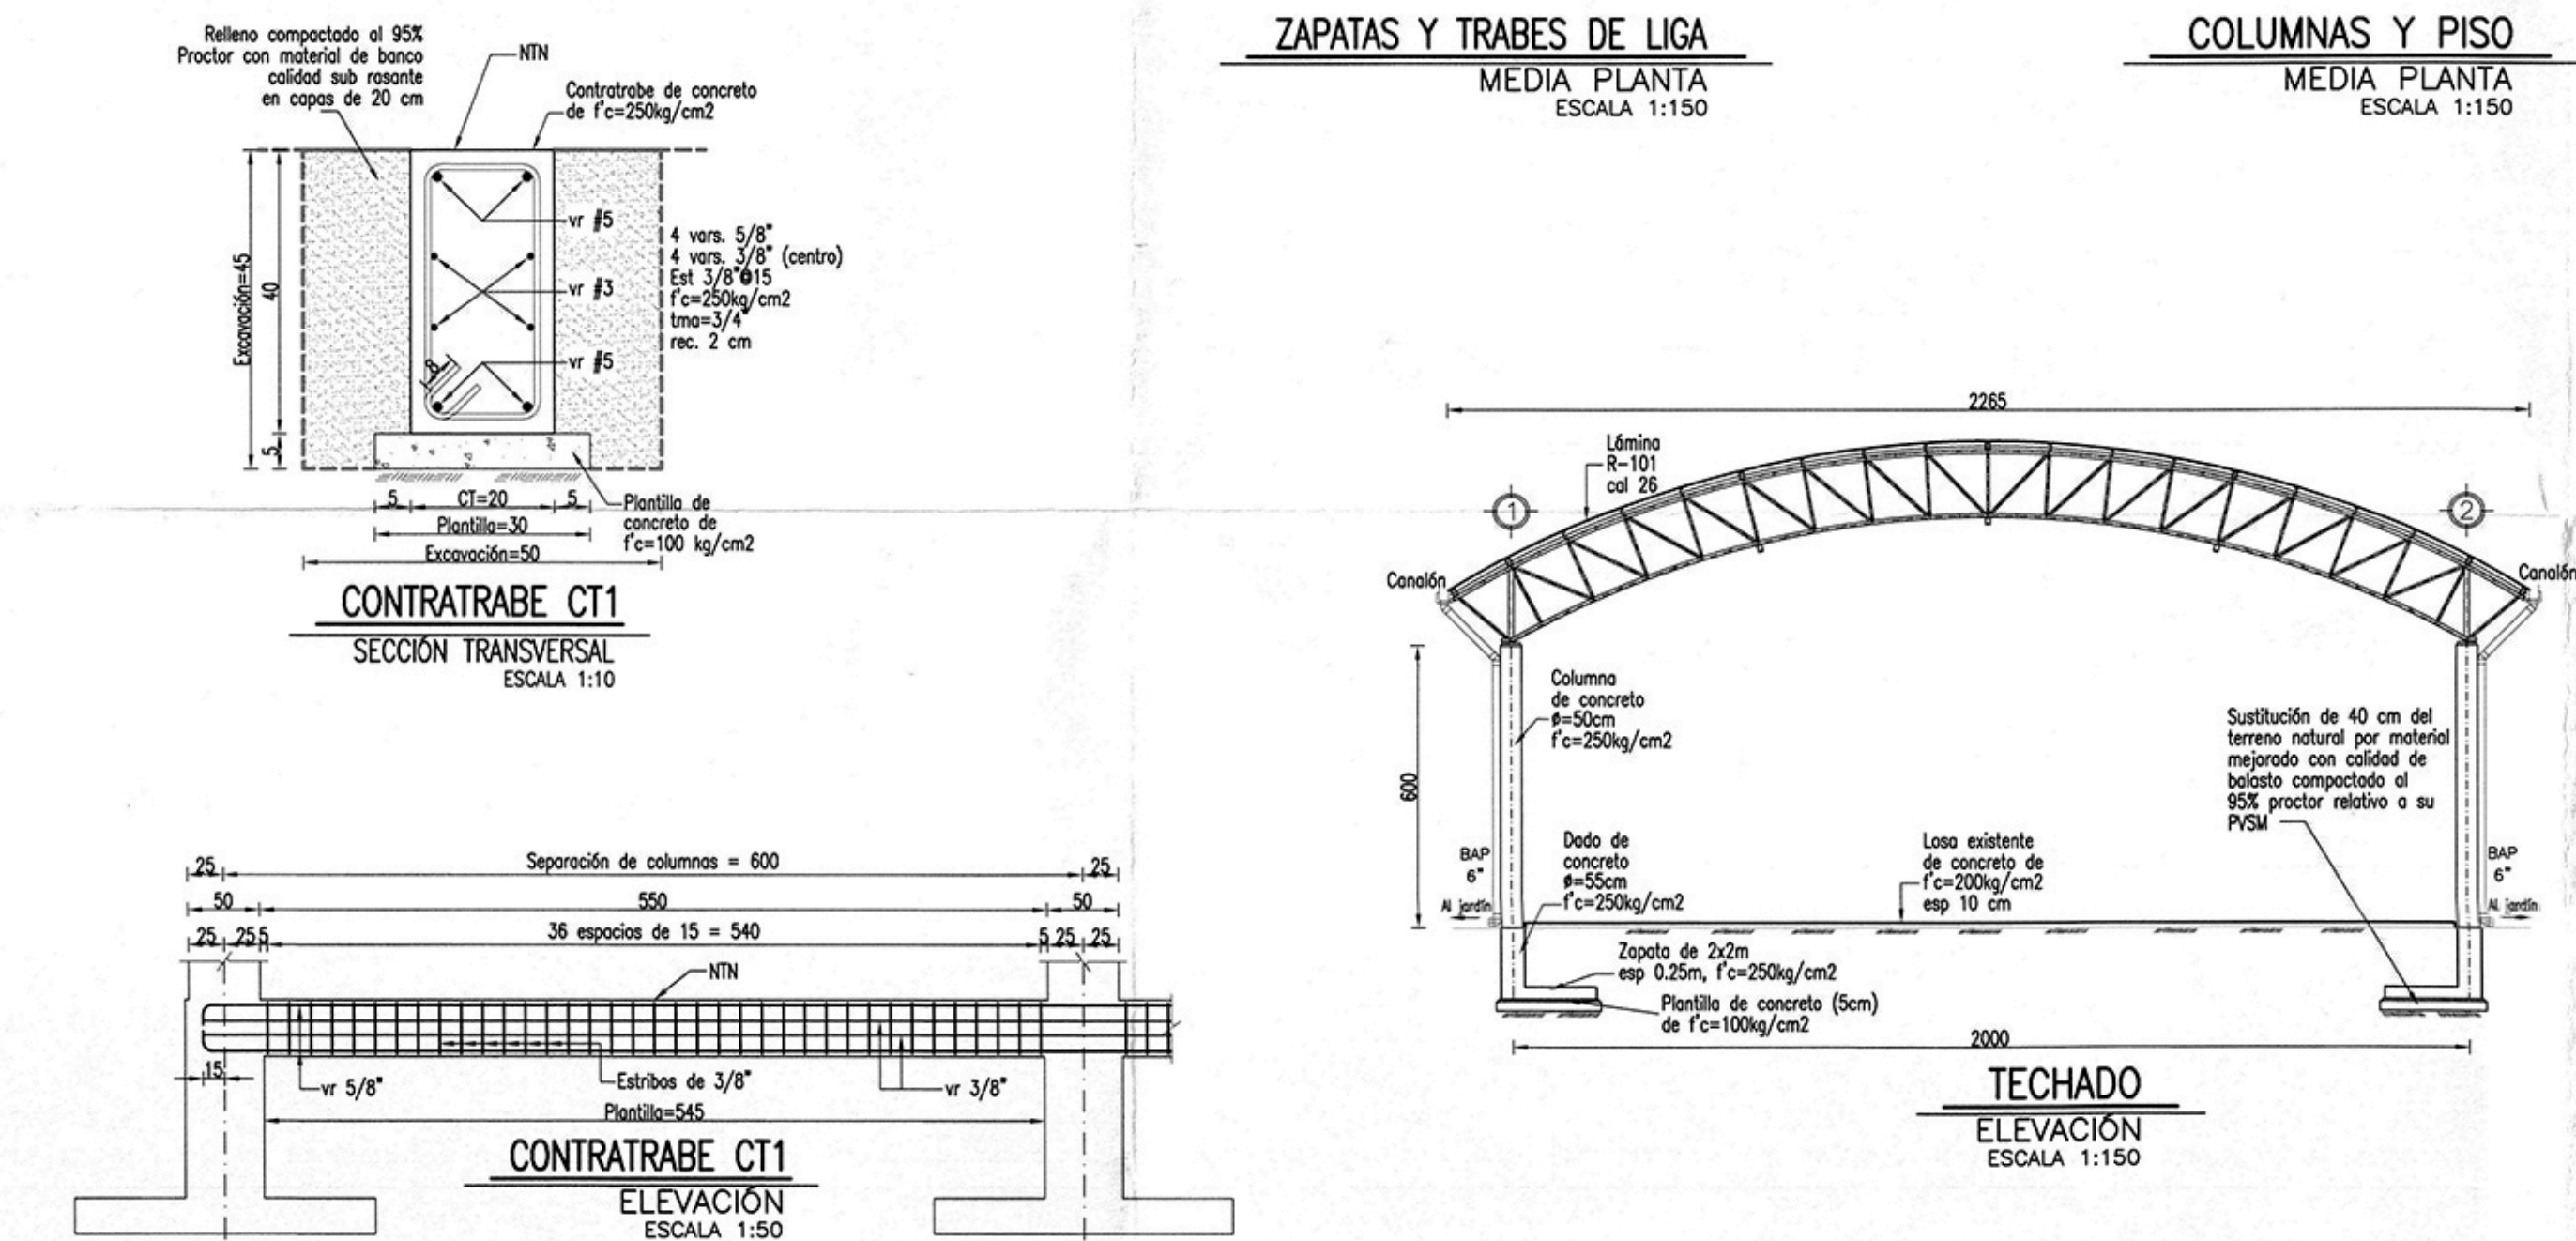 ZAPATAS Y TRABES DE LIGA
MEDIA PLANTA
ESCALA 1:150
COLUMNAS Y PISO
MEDIA PLANTA
ESCALA 1:150
Relleno compactado al 95%
Proctor con material de banco
calidad sub rasante
en capas de 20 cm
NTN
Contratrabe de concreto
de f'c=250kg/cm2
vr #5
vr #3
vr #5
4 vars. 5/8"
4 vars. 3/8" (centro)
Est 3/8"@15
f'c=250kg/cm2
tma=3/4"
rec. 2 cm
Excavación=45
40
5
8
5
CT=20
5
Plantilla=30
Excavación=50
Plantilla de
concreto de
f'c=100 kg/cm2
CONTRATRABE CT1
SECCIÓN TRANSVERSAL
ESCALA 1:10
25
Separación de columnas = 600
25
50
550
50
25
25
5
36 espacios de 15 = 540
5
25
25
NTN
15
vr 5/8"
Estribos de 3/8"
vr 3/8"
Plantilla=545
CONTRATRABE CT1
ELEVACIÓN
ESCALA 1:50
2265
Lámina
R-101
cal 26
1
2
Canalón
Canalón
600
Columna
de concreto
ø=50cm
f'c=250kg/cm2
Sustitución de 40 cm del
terreno natural por material
mejorado con calidad de
balasto compactado al
95% proctor relativo a su
PVSM
BAP
6"
Al jardín
Dado de
concreto
ø=55cm
f'c=250kg/cm2
Losa existente
de concreto de
f'c=200kg/cm2
esp 10 cm
BAP
6"
Al jardín
Zapata de 2x2m
esp 0.25m, f'c=250kg/cm2
Plantilla de concreto (5cm)
de f'c=100kg/cm2
2000
TECHADO
ELEVACIÓN
ESCALA 1:150